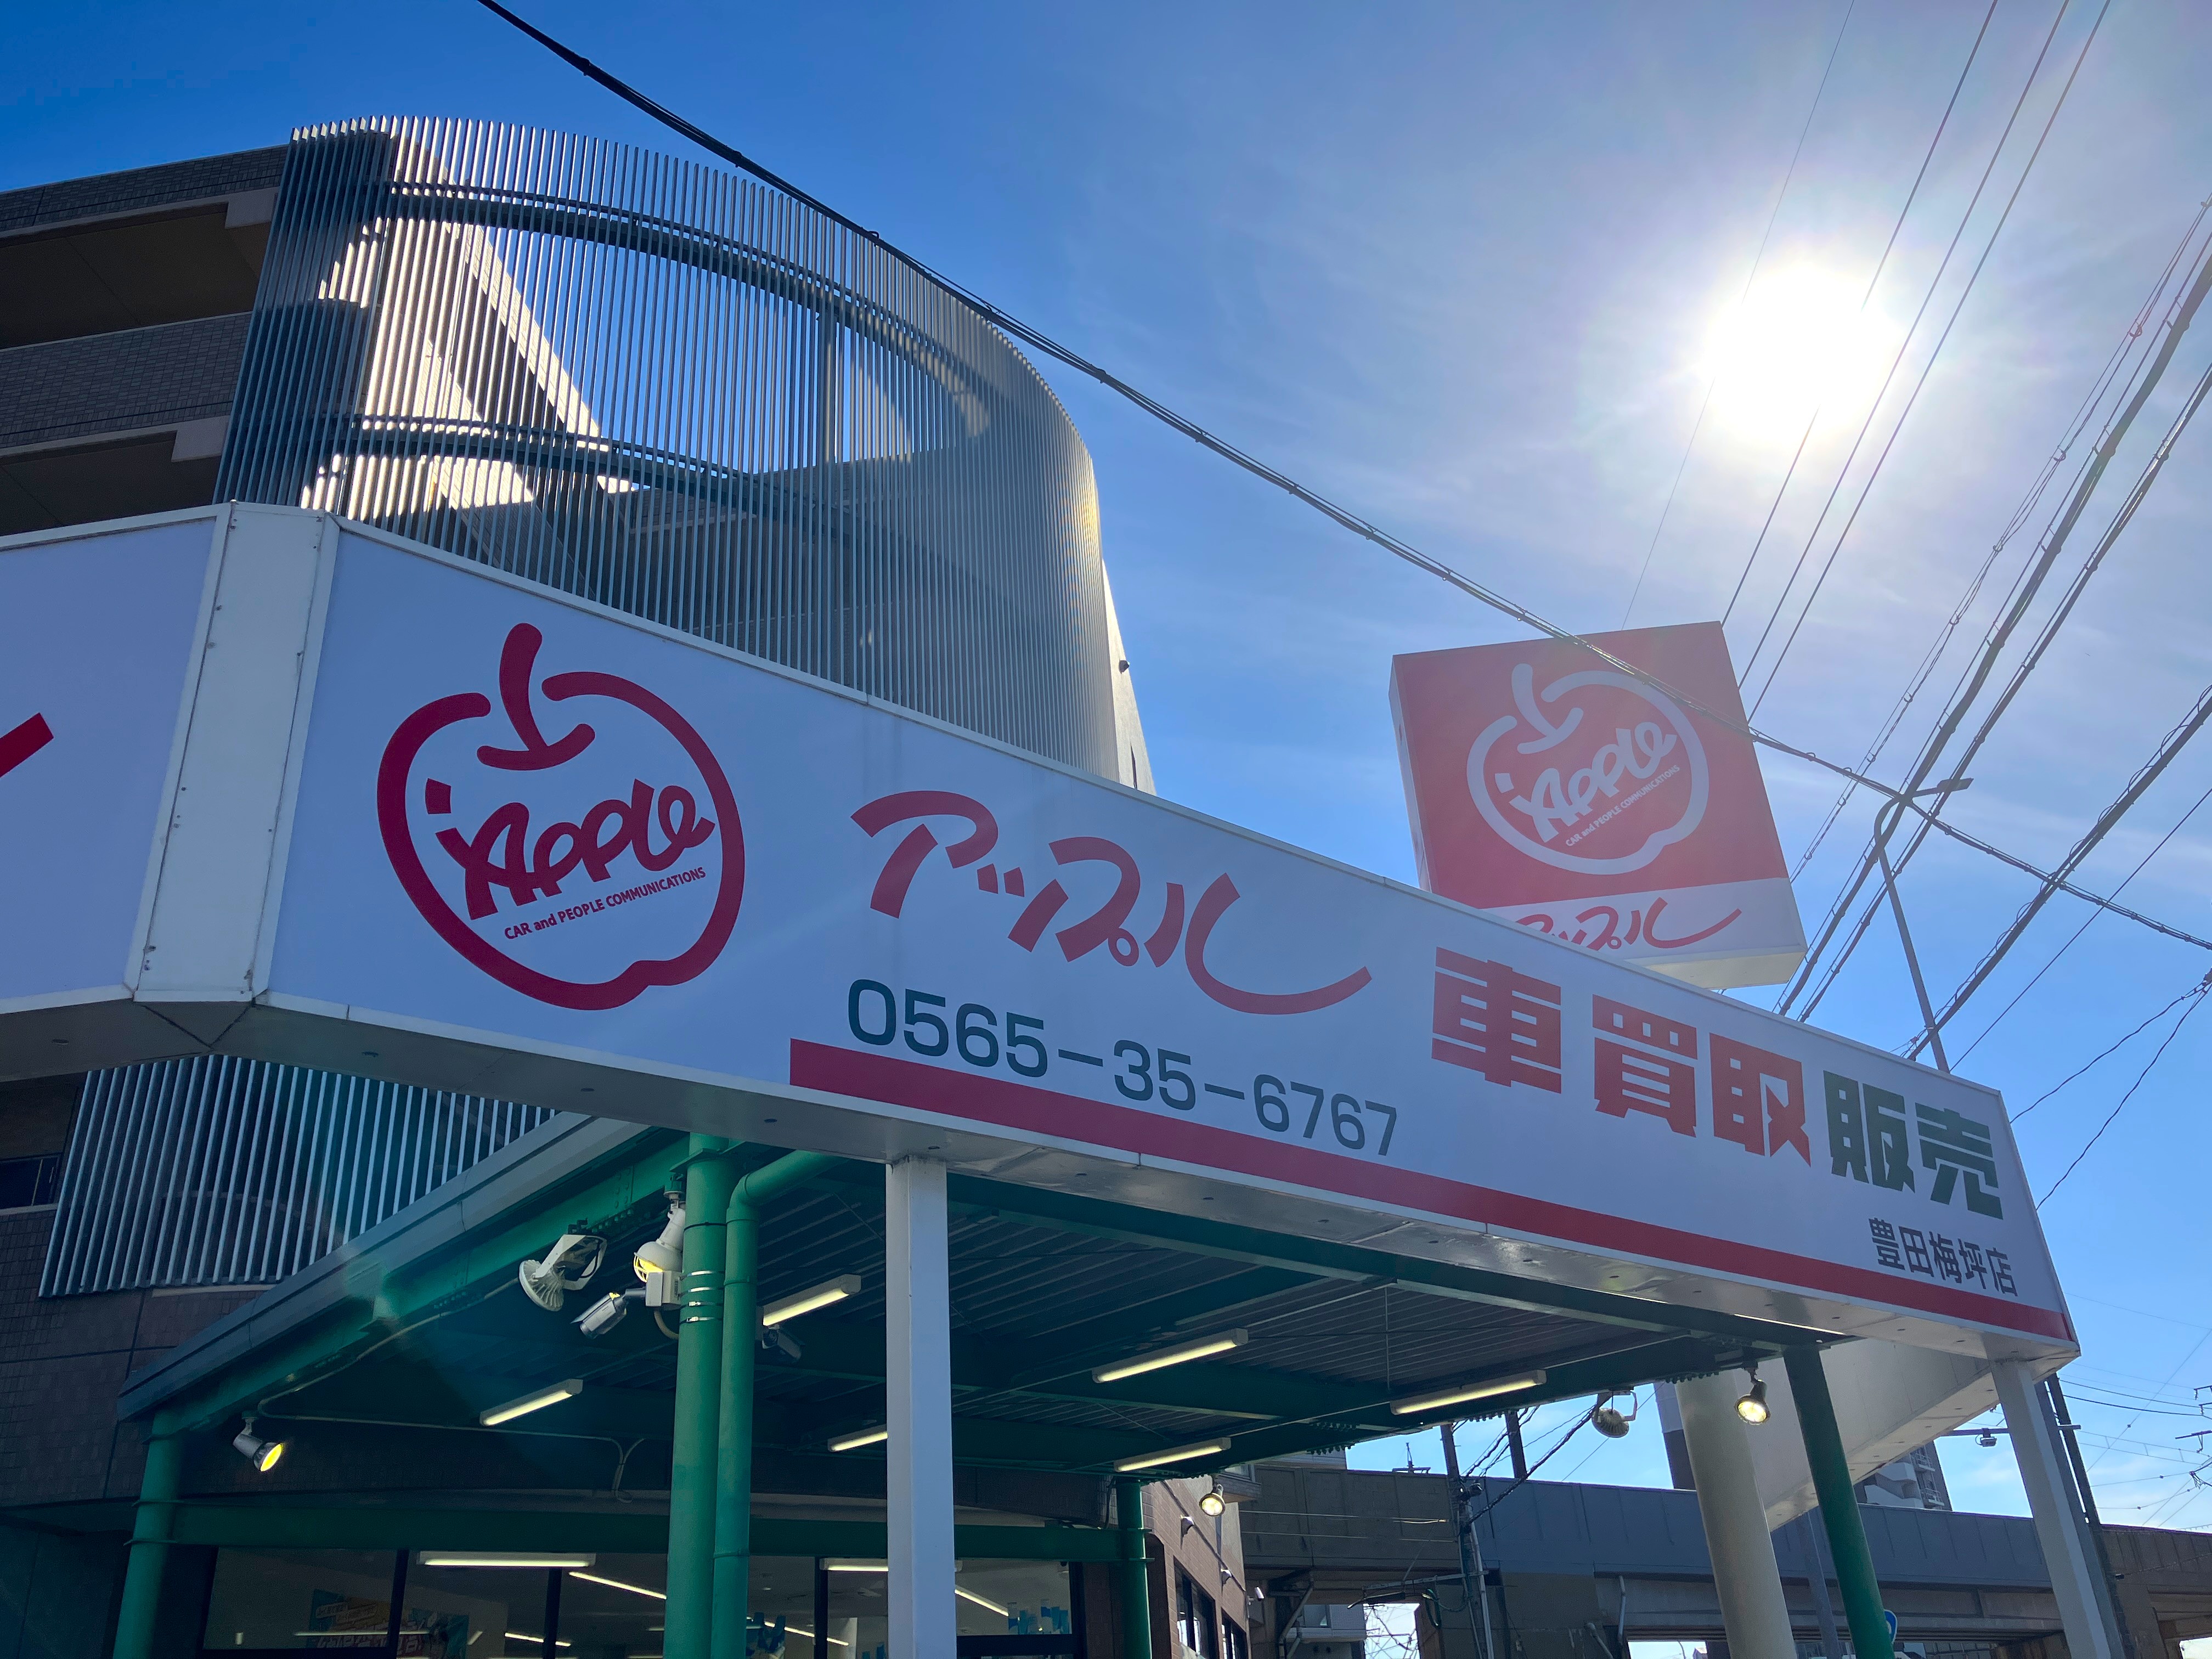 Apple
CAR and PEOPLE COMMUNICATIONS
アップル
0565-35-6767
車買取販売
豊田梅坪店
Apple
CAR and PEOPLE COMMUNICATIONS
アップル